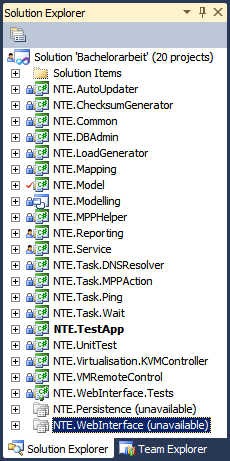 Solution Explorer
Solution 'Bachelorarbeit' (20 projects)
Solution Items
NTE.AutoUpdater
NTE.ChecksumGenerator
NTE.Common
NTE.DBAdmin
NTE.LoadGenerator
NTE.Mapping
NTE.Model
NTE.Modelling
NTE.MPPHelper
NTE.Reporting
NTE.Service
NTE.Task.DNSResolver
NTE.Task.MPPAction
NTE.Task.Ping
NTE.Task.Wait
NTE.TestApp
NTE.UnitTest
NTE.Virtualisation.KVMController
NTE.VMRemoteControl
NTE.WebInterface.Tests
NTE.Persistence (unavailable)
NTE.WebInterface (unavailable)
Solution Explorer Team Explorer